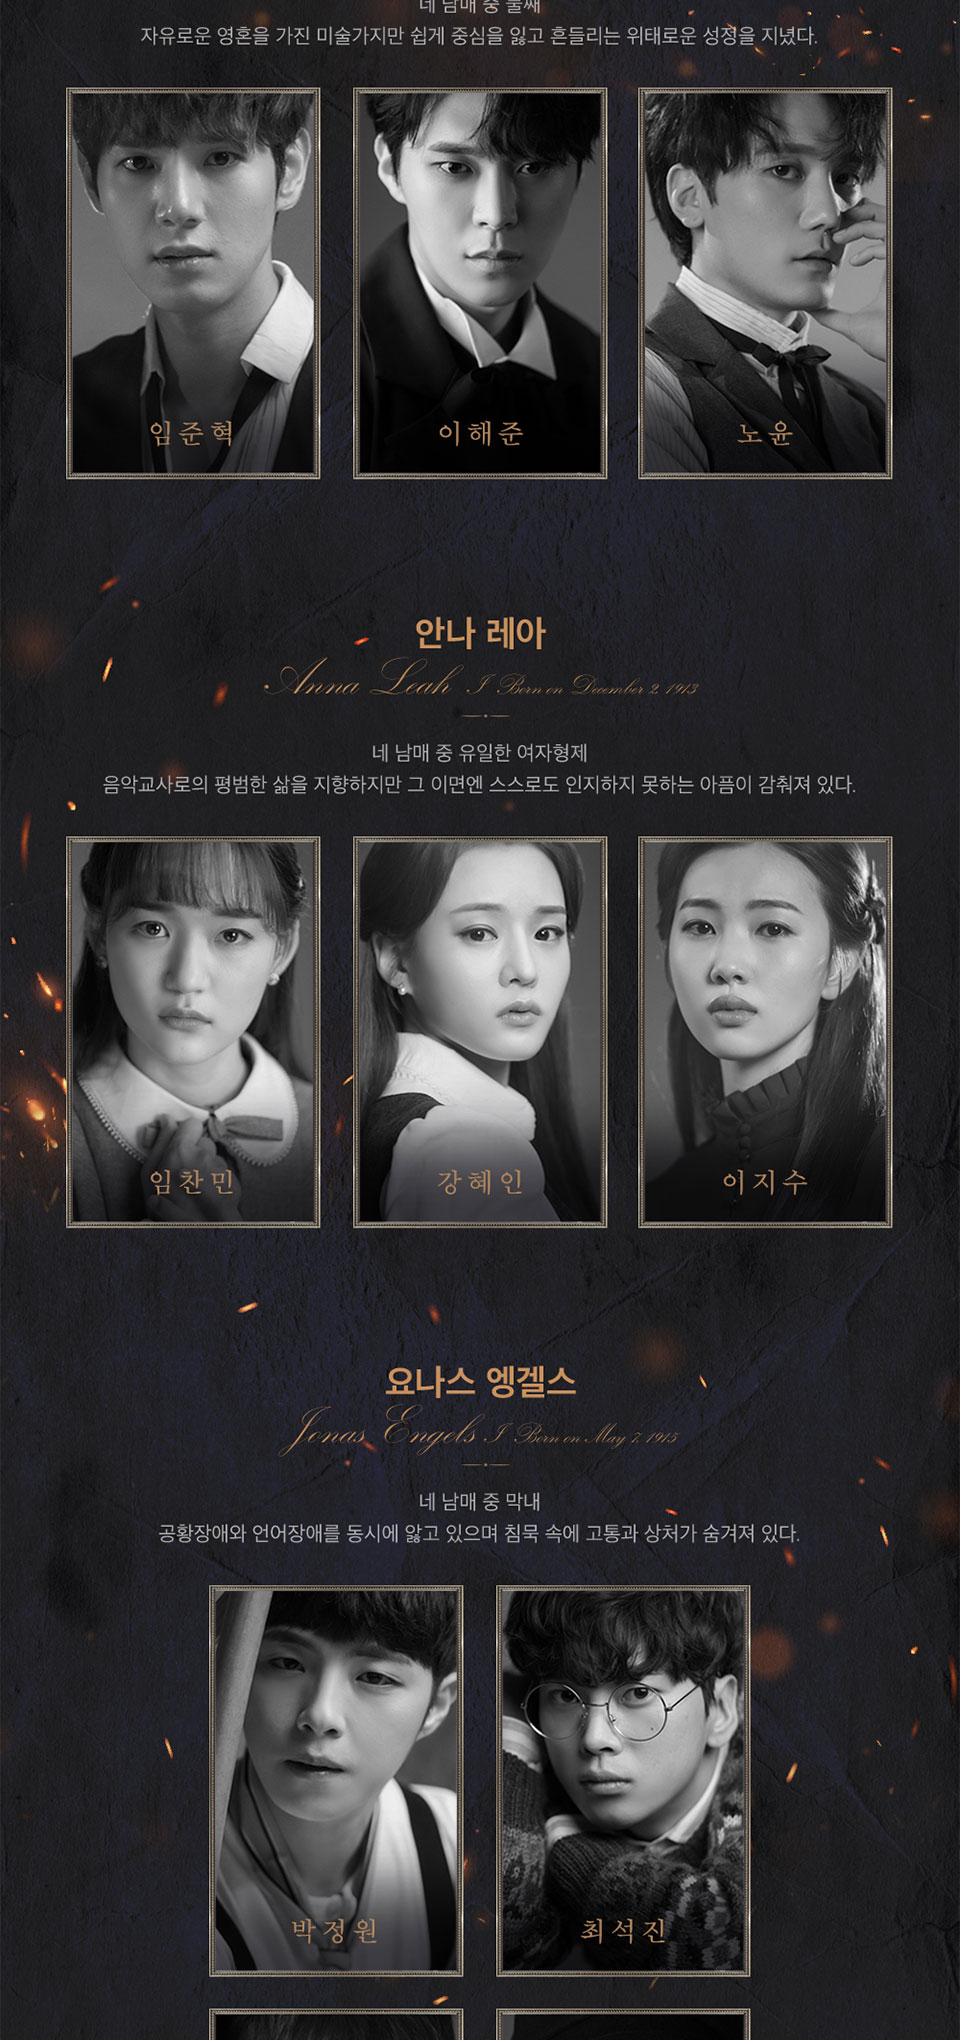 네 남매 중 둘째
자유로운 영혼을 가진 미술가지만 쉽게 중심을 잃고 흔들리는 위태로운 성정을 지녔다.
임준혁
이해준
노윤
안나 레아
Anna Leah I Born on December 2. 1913
네 남매 중 유일한 여자형제
음악교사로의 평범한 삶을 지향하지만 그 이면엔 스스로도 인지하지 못하는 아픔이 감춰져 있다.
임찬민
강혜인
이지수
요나스 엥겔스
Jonas Engels I Born on May 7. 1915
네 남매 중 막내
공황장애와 언어장애를 동시에 앓고 있으며 침묵 속에 고통과 상처가 숨겨져 있다.
박정원
최석진